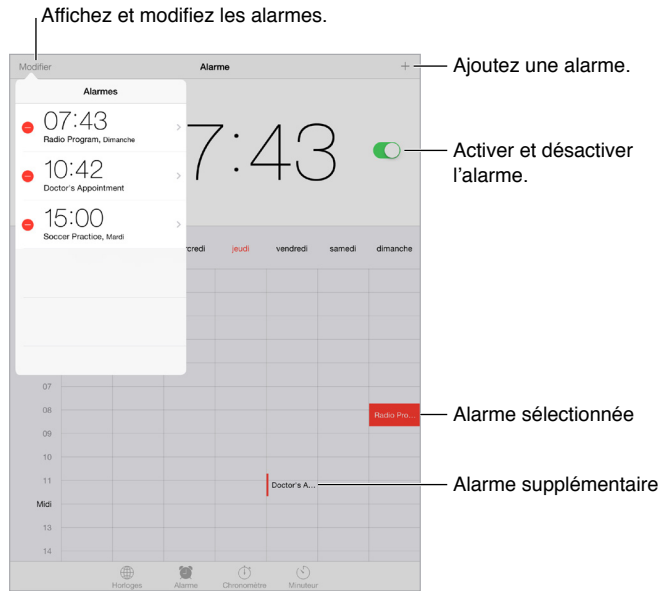 Affichez et modifiez les alarmes.
Modifier
Alarme
+
Ajoutez une alarme.
Alarmes
07:43
Radio Program, Dimanche
10:42
Doctor's Appointment
15:00
Soccer Practice, Mardi
7:43
Activer et désactiver
l'alarme.
credi jeudi vendredi samedi dimanche
07
08
Radio Pro...
Alarme sélectionnée
09
10
11
Doctor's A...
Alarme supplémentaire
Midi
13
14
Horloges Alarme Chronomètre Minuteur